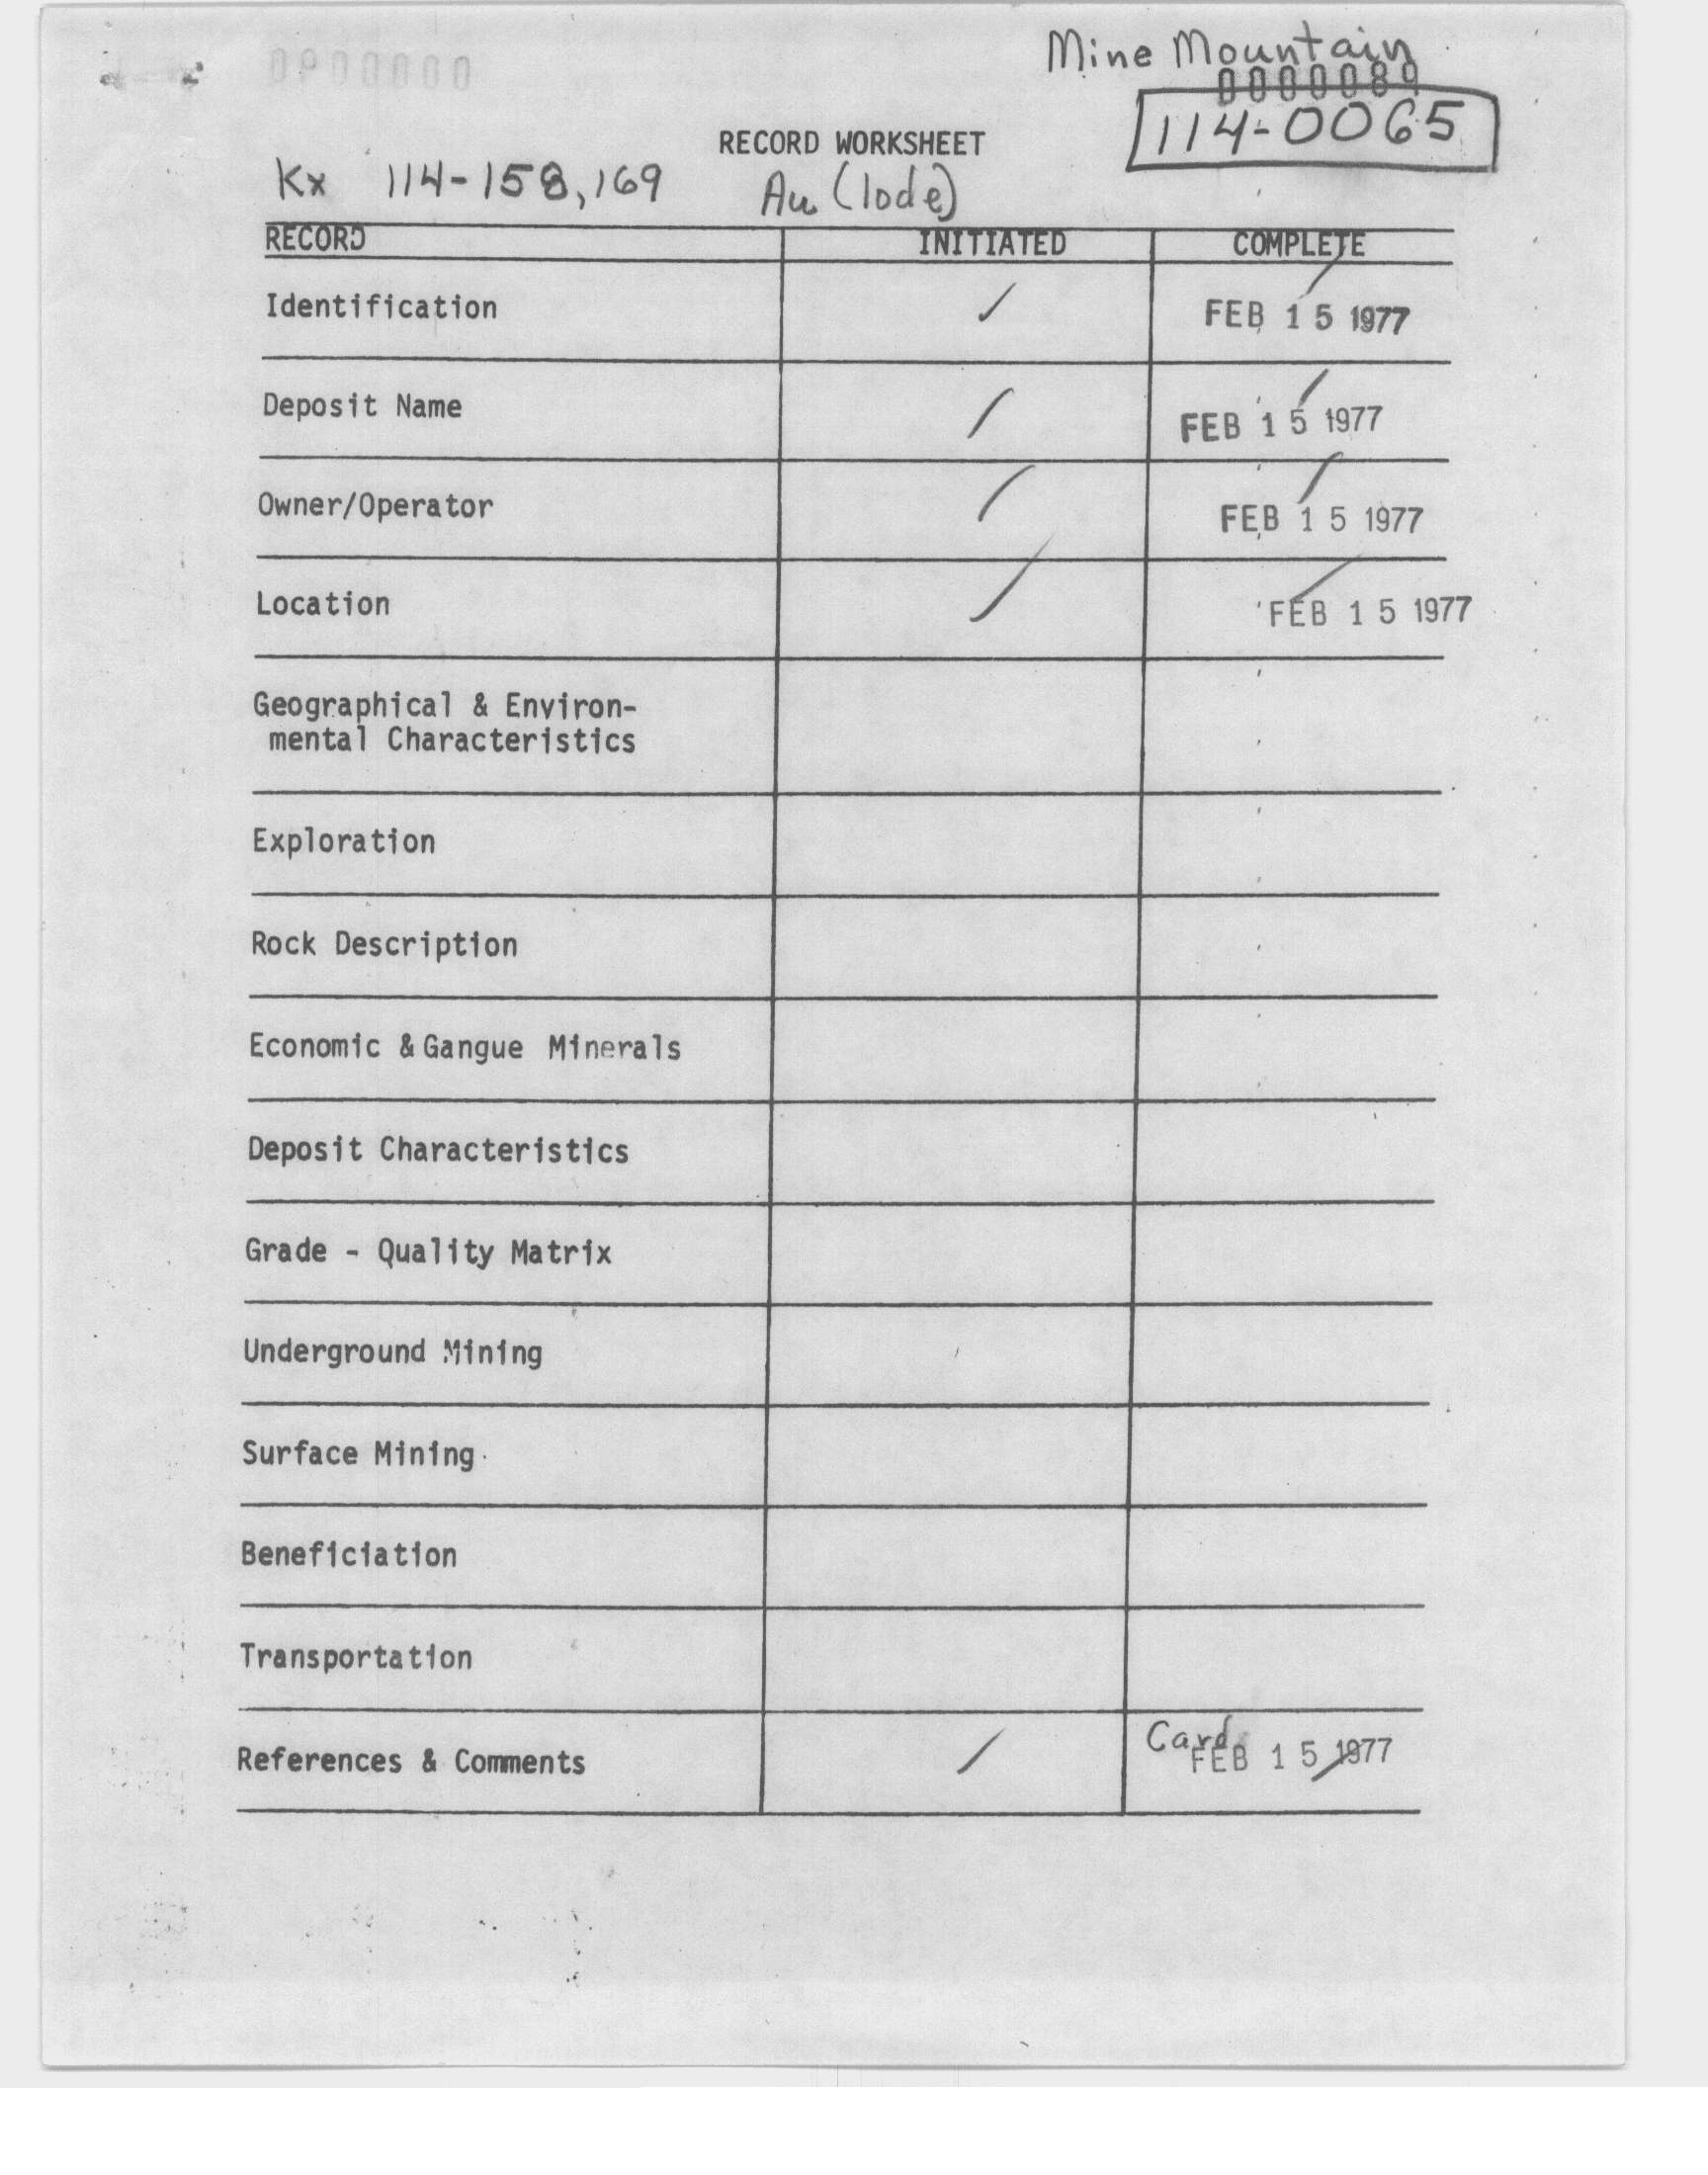 Mine Mountain
0000089
114-0065
RECORD WORKSHEET
Kx 114-158,169 Au (lode)
RECORD INITIATED COMPLETE
Identification ✓ FEB 15 1977
Deposit Name / FEB 15 1977
Owner/Operator / FEB 15 1977
Location / FEB 15 1977
Geographical & Environ-
mental Characteristics
Exploration
Rock Description
Economic & Gangue Minerals
Deposit Characteristics
Grade - Quality Matrix
Underground Mining
Surface Mining
Beneficiation
Transportation
References & Comments / Card FEB 15 1977